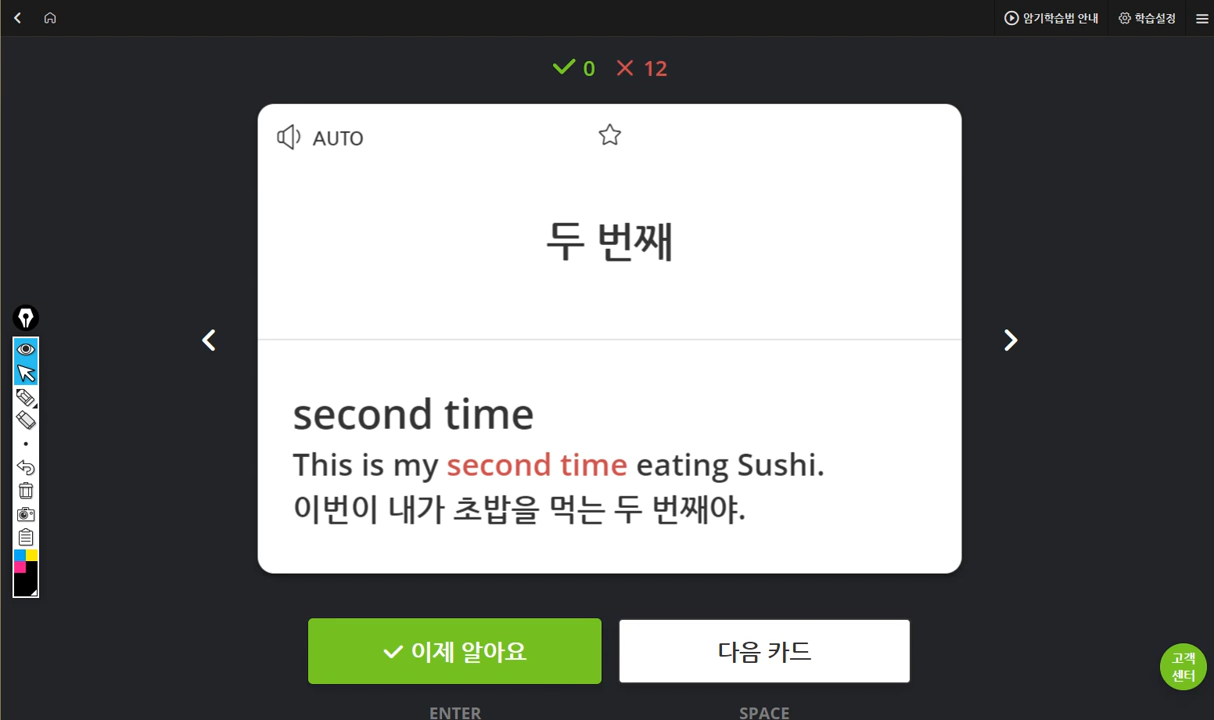 암기학습법 안내
학습설정
0
12
AUTO
두 번째
second time
This is my second time eating Sushi.
이번이 내가 초밥을 먹는 두 번째야.
이제 알아요
다음 카드
고객
센터
ENTER
SPACE